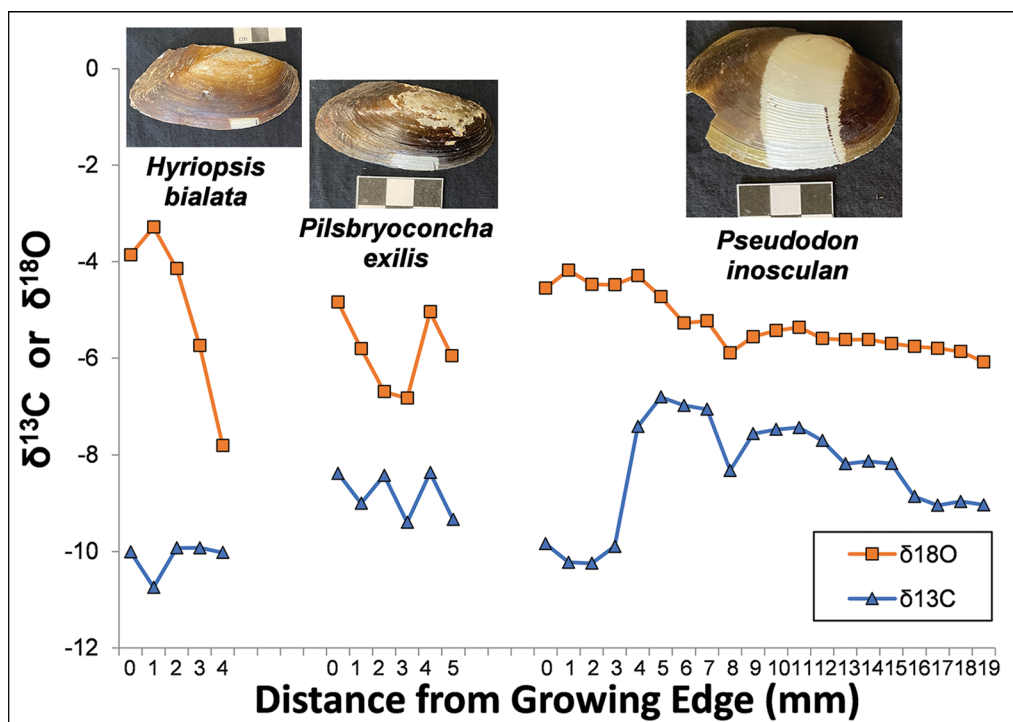 0
-2
-4
-6
-8
-10
-12
δ13C or δ18O
cm
Hyriopsis
bialata
Pilsbryoconcha
exilis
Pseudodon
inosculan
δ18O
δ13C
0 1 2 3 4 0 1 2 3 4 5 0 1 2 3 4 5 6 7 8 9 10 11 12 13 14 15 16 17 18 19
Distance from Growing Edge (mm)